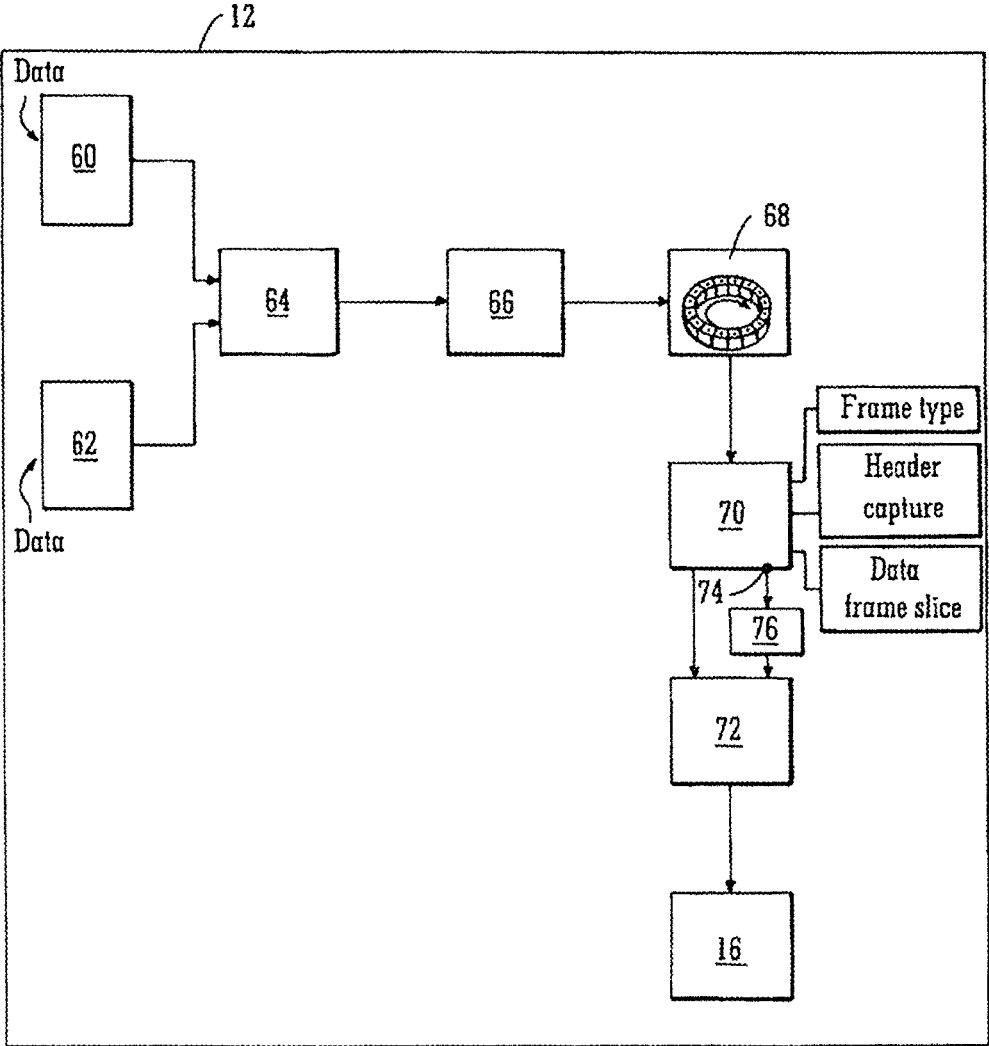 12
Data
60
68
64
66
62
Data
Frame type
Header
capture
70
Data
frame slice
74
76
72
16